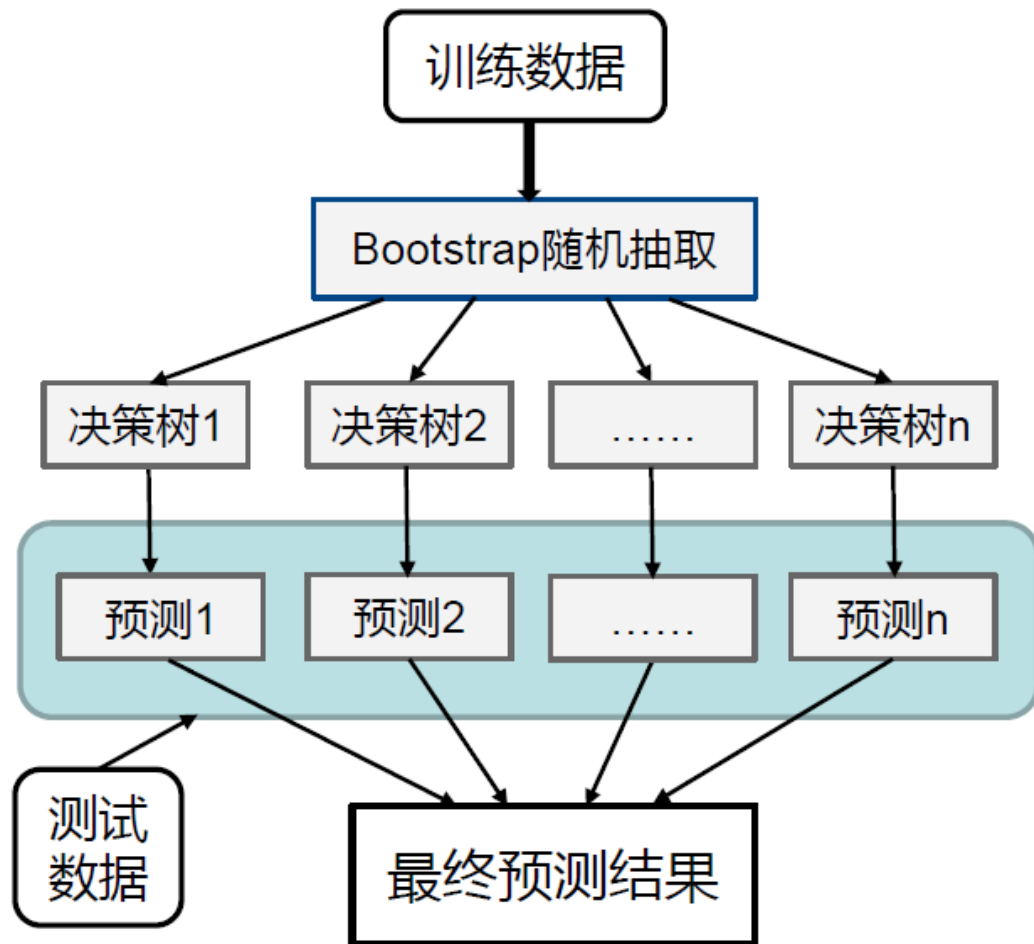 训练数据
Bootstrap随机抽取
决策树1
决策树2
……
决策树n
预测1
预测2
……
预测n
测试
数据
最终预测结果